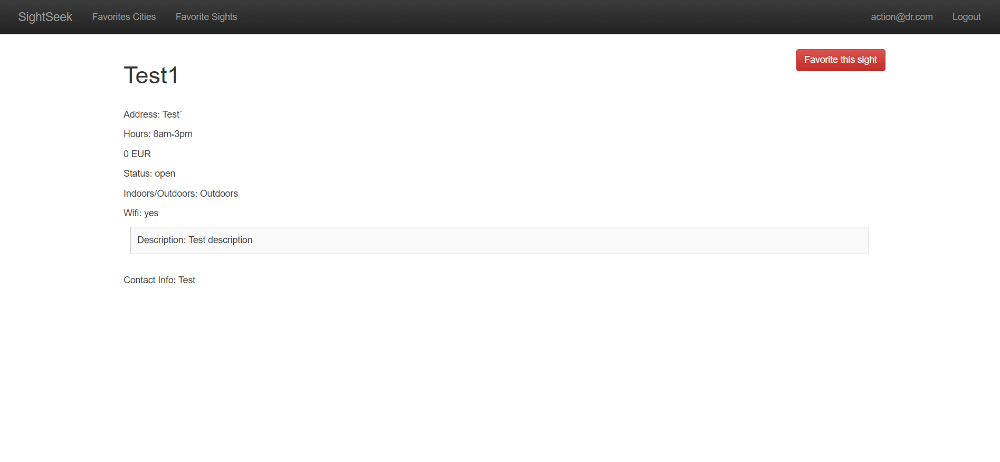 SightSeek Favorites Cities Favorite Sights action@dr.com Logout
Favorite this sight
Test1
Address: Test`
Hours: 8am-3pm
0 EUR
Status: open
Indoors/Outdoors: Outdoors
Wifi: yes
Description: Test description
Contact Info: Test